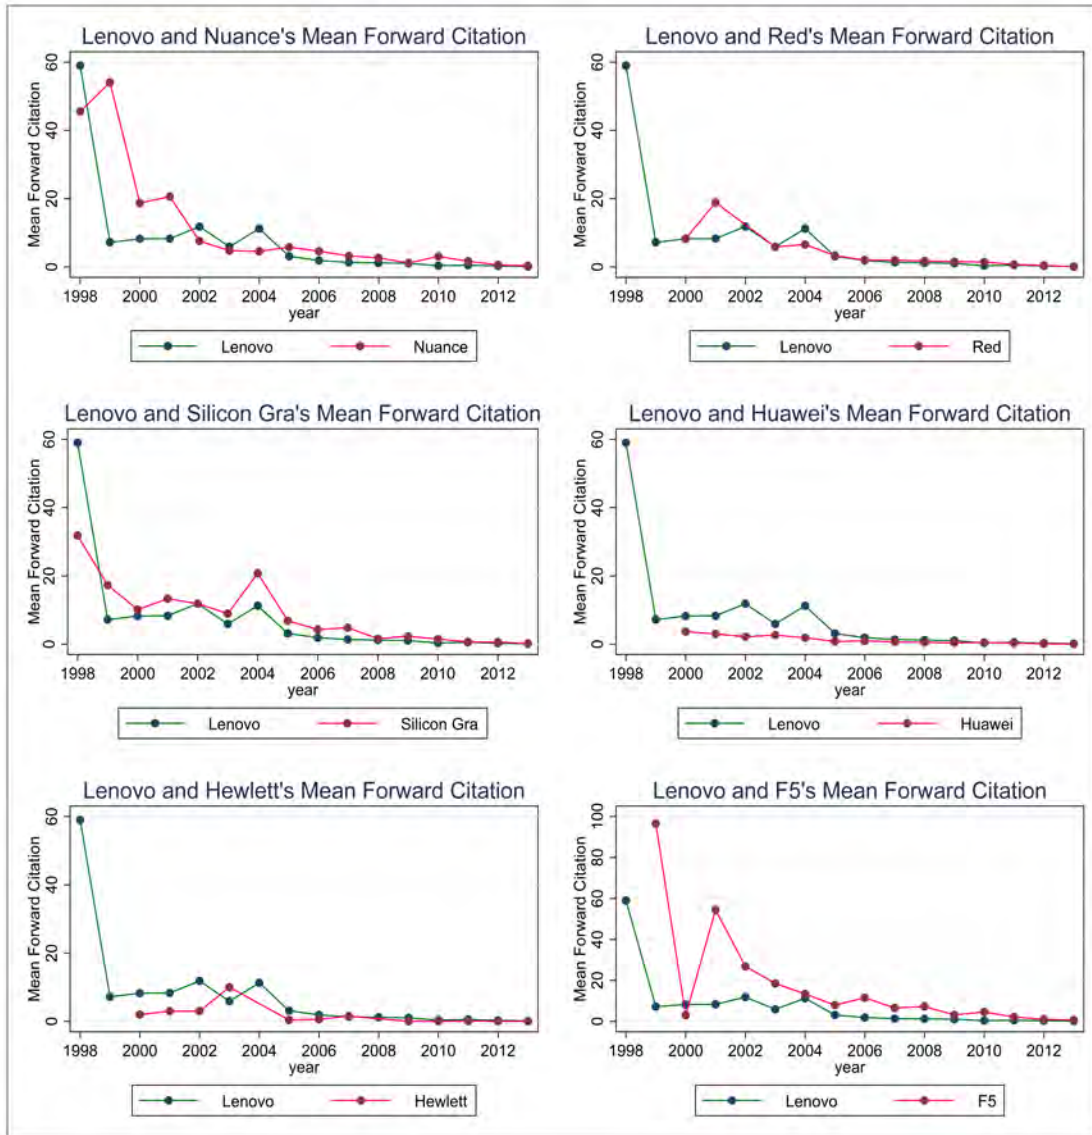 Lenovo and Nuance's Mean Forward Citation
Mean Forward Citation
60
40
20
0
1998 2000 2002 2004 2006 2008 2010 2012
year
Lenovo Nuance
Lenovo and Red's Mean Forward Citation
Mean Forward Citation
60
40
20
0
1998 2000 2002 2004 2006 2008 2010 2012
year
Lenovo Red
Lenovo and Silicon Gra's Mean Forward Citation
Mean Forward Citation
60
40
20
0
1998 2000 2002 2004 2006 2008 2010 2012
year
Lenovo Silicon Gra
Lenovo and Huawei's Mean Forward Citation
Mean Forward Citation
60
40
20
0
1998 2000 2002 2004 2006 2008 2010 2012
year
Lenovo Huawei
Lenovo and Hewlett's Mean Forward Citation
Mean Forward Citation
60
40
20
0
1998 2000 2002 2004 2006 2008 2010 2012
year
Lenovo Hewlett
Lenovo and F5's Mean Forward Citation
Mean Forward Citation
100
80
60
40
20
0
1998 2000 2002 2004 2006 2008 2010 2012
year
Lenovo F5